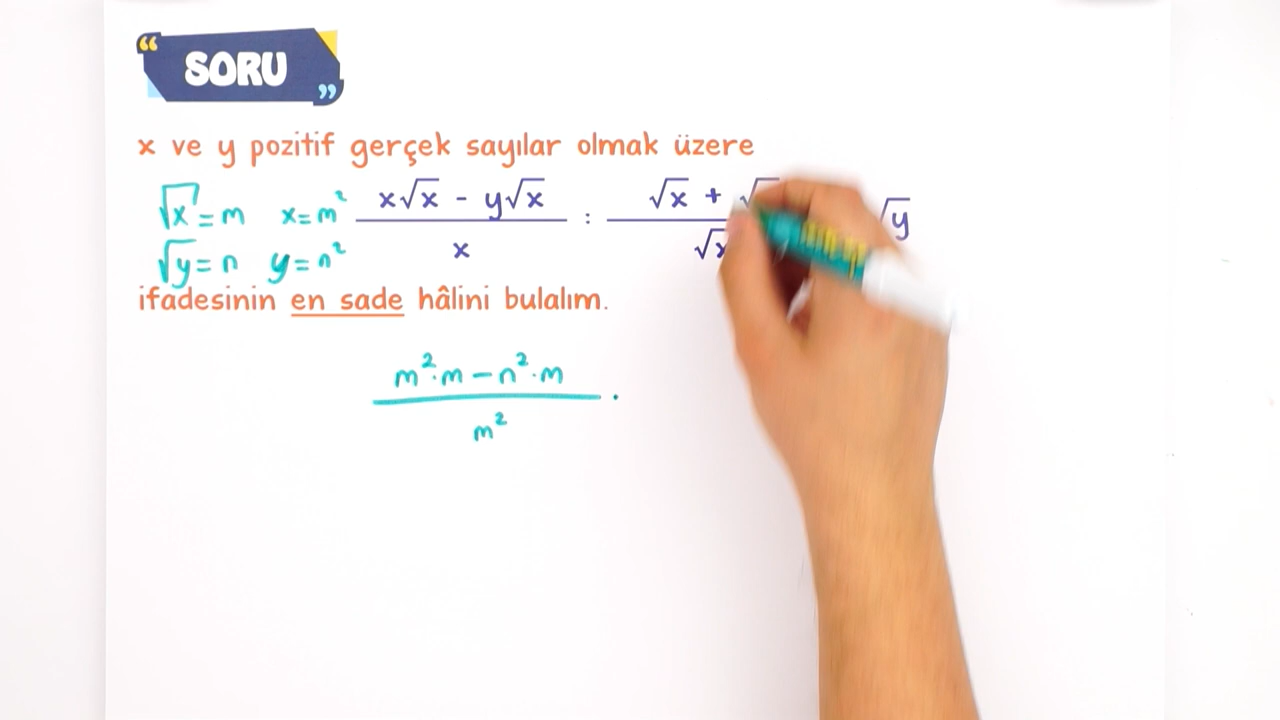 “ SORU ”
x ve y pozitif gerçek sayılar olmak üzere
√x = m x = m² (x√x - y√x)/x : √x + √y
√y = n y = n²
ifadesinin en sade hâlini bulalım.
(m²·m - n²·m)/m² ·